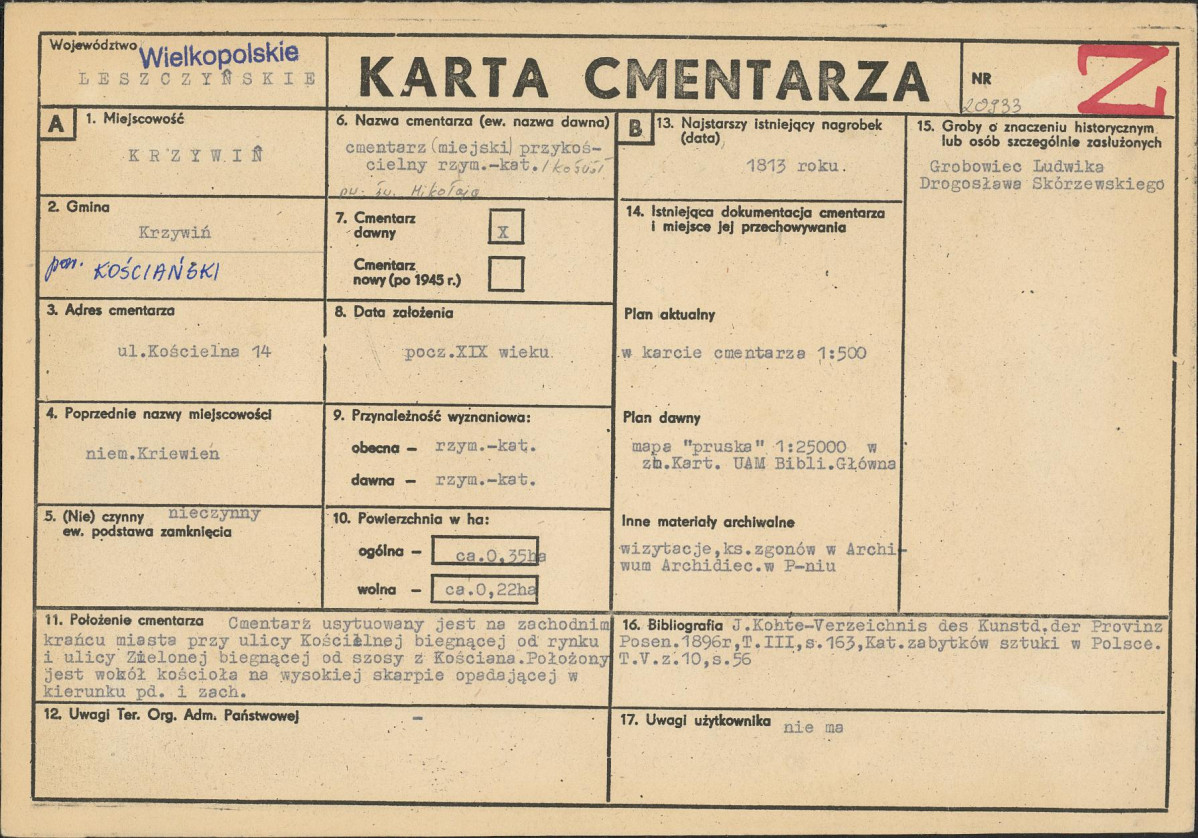 Województwo Wielkopolskie
LESZCZYŃSKIE
KARTA CMENTARZA
NR
20933
Z
A
1. Miejscowość
KRZYWIŃ
2. Gmina
Krzywiń
pow. KOŚCIAŃSKI
3. Adres cmentarza
ul.Kościelna 14
4. Poprzednie nazwy miejscowości
niem.Kriewień
5. (Nie) czynny nieczynny
ew. podstawa zamknięcia
6. Nazwa cmentarza (ew. nazwa dawna)
cmentarz (miejski) przykoś-
cielny rzym.-kat.
pw. św. Mikołaja
7. Cmentarz
dawny X
Cmentarz
nowy (po 1945 r.)
8. Data założenia
pocz.XIX wieku
9. Przynależność wyznaniowa:
obecna – rzym.-kat.
dawna – rzym.-kat.
10. Powierzchnia w ha:
ogólna – ca.0,35ha
wolna – ca.0,22ha
B
13. Najstarszy istniejący nagrobek
(data)
1813 roku.
14. Istniejąca dokumentacja cmentarza
i miejsce jej przechowywania
Plan aktualny
w karcie cmentarza 1:500
Plan dawny
mapa "pruska" 1:25000 w
zb.Kart. UAM Bibli.Główna
Inne materiały archiwalne
wizytacje,ks.zgonów w Archi-
wum Archidiec.w P-niu
15. Groby o znaczeniu historycznym
lub osób szczególnie zasłużonych
Grobowiec Ludwika
Drogosława Skórzewskiego
11. Położenie cmentarza Cmentarz usytuowany jest na zachodnim
krańcu miasta przy ulicy Kościelnej biegnącej od rynku
i ulicy Zielonej biegnącej od szosy z Kościana.Położony
jest wokół kościoła na wysokiej skarpie opadającej w
kierunku pd. i zach.
12. Uwagi Ter. Org. Adm. Państwowej –
16. Bibliografia J.Kohte-Verzeichnis des Kunstd.der Provinz
Posen.1896r,T.III,s.163,Kat.zabytków sztuki w Polsce.
T.V.z.10,s.56
17. Uwagi użytkownika nie ma